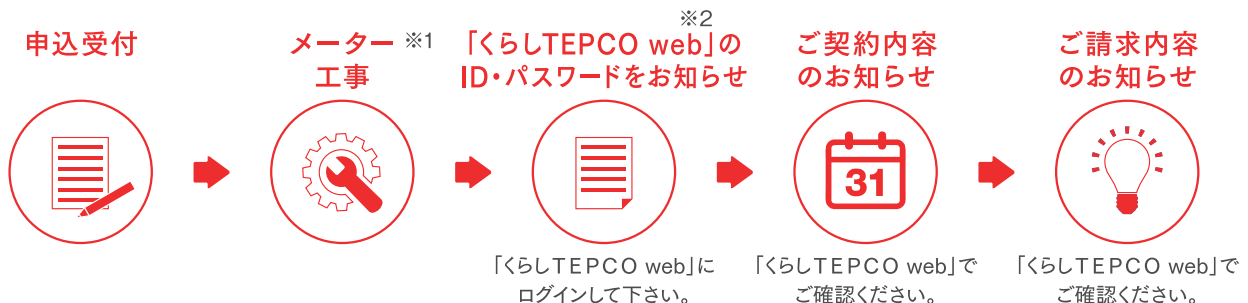 申込受付
メーター ※1
工事
※2
「くらしTEPCO web」の
ID・パスワードをお知らせ
「くらしTEPCO web」に
ログインして下さい。
ご契約内容
のお知らせ
31
「くらしTEPCO web」で
ご確認ください。
ご請求内容
のお知らせ
「くらしTEPCO web」で
ご確認ください。